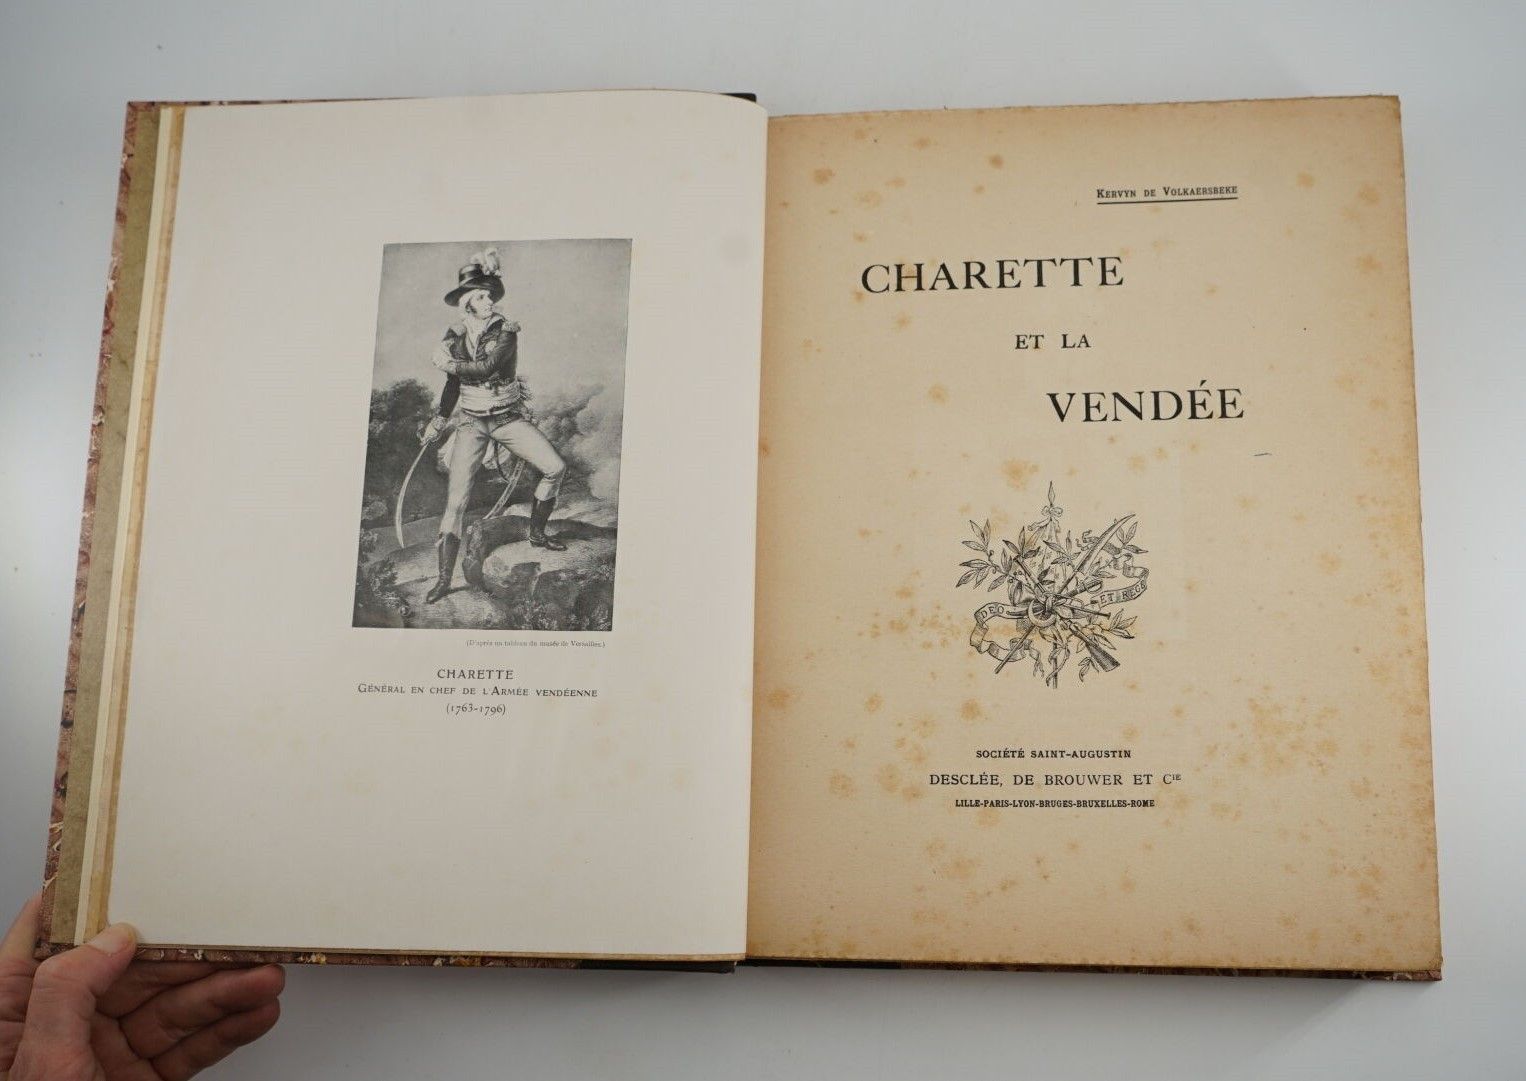 (D'après un tableau du musée de Versailles.)
CHARETTE
GÉNÉRAL EN CHEF DE L'ARMÉE VENDÉENNE
(1763-1796)
KERVYN DE VOLKAERSBEKE
CHARETTE
ET LA
VENDÉE
DEO ET REGE
SOCIÉTÉ SAINT-AUGUSTIN
DESCLÉE, DE BROUWER ET CIE
LILLE-PARIS-LYON-BRUGES-BRUXELLES-ROME